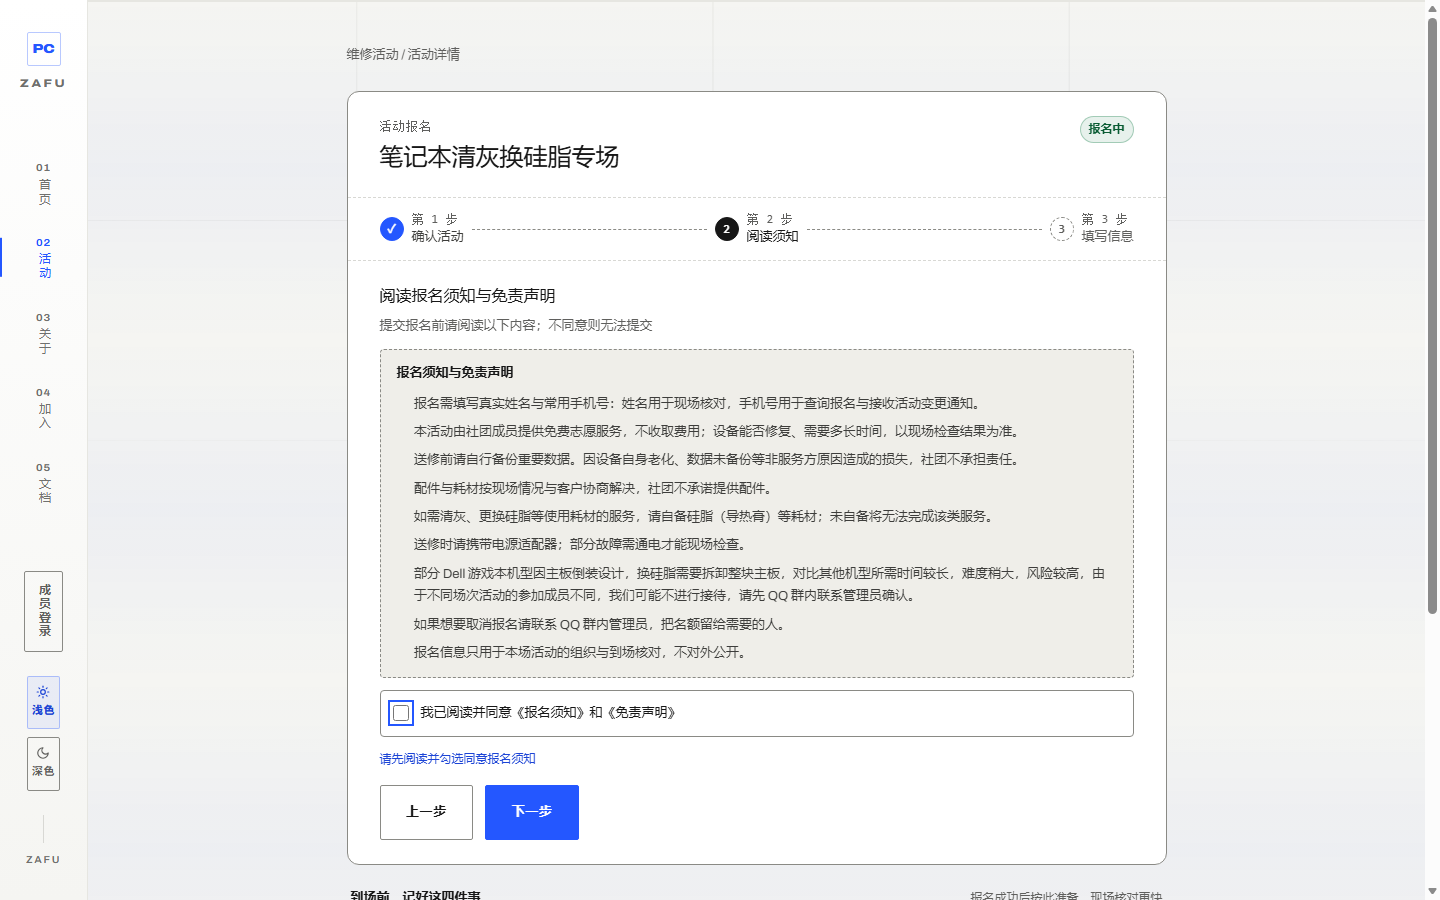 PC
ZAFU
01
首页
02
活动
03
关于
04
加入
05
文档
成员登录
浅色
深色
ZAFU
维修活动 / 活动详情
活动报名
笔记本清灰换硅脂专场
报名中
第 1 步
确认活动
2
第 2 步
阅读须知
3
第 3 步
填写信息
阅读报名须知与免责声明
提交报名前请阅读以下内容；不同意则无法提交
报名须知与免责声明
报名需填写真实姓名与常用手机号：姓名用于现场核对，手机号用于查询报名与接收活动变更通知。
本活动由社团成员提供免费志愿服务，不收取费用；设备能否修复、需要多长时间，以现场检查结果为准。
送修前请自行备份重要数据。因设备自身老化、数据未备份等非服务方原因造成的损失，社团不承担责任。
配件与耗材按现场情况与客户协商解决，社团不承诺提供配件。
如需清灰、更换硅脂等使用耗材的服务，请自备硅脂（导热膏）等耗材；未自备将无法完成该类服务。
送修时请携带电源适配器；部分故障需通电才能现场检查。
部分 Dell 游戏本机型因主板倒装设计，换硅脂需要拆卸整块主板，对比其他机型所需时间较长，难度稍大，风险较高，由
于不同场次活动的参加成员不同，我们可能不进行接待，请先 QQ 群内联系管理员确认。
如果想要取消报名请联系 QQ 群内管理员，把名额留给需要的人。
报名信息只用于本场活动的组织与到场核对，不对外公开。
我已阅读并同意《报名须知》和《免责声明》
请先阅读并勾选同意报名须知
上一步
下一步
到场前，记好这四件事
报名成功后按此准备，现场核对更快